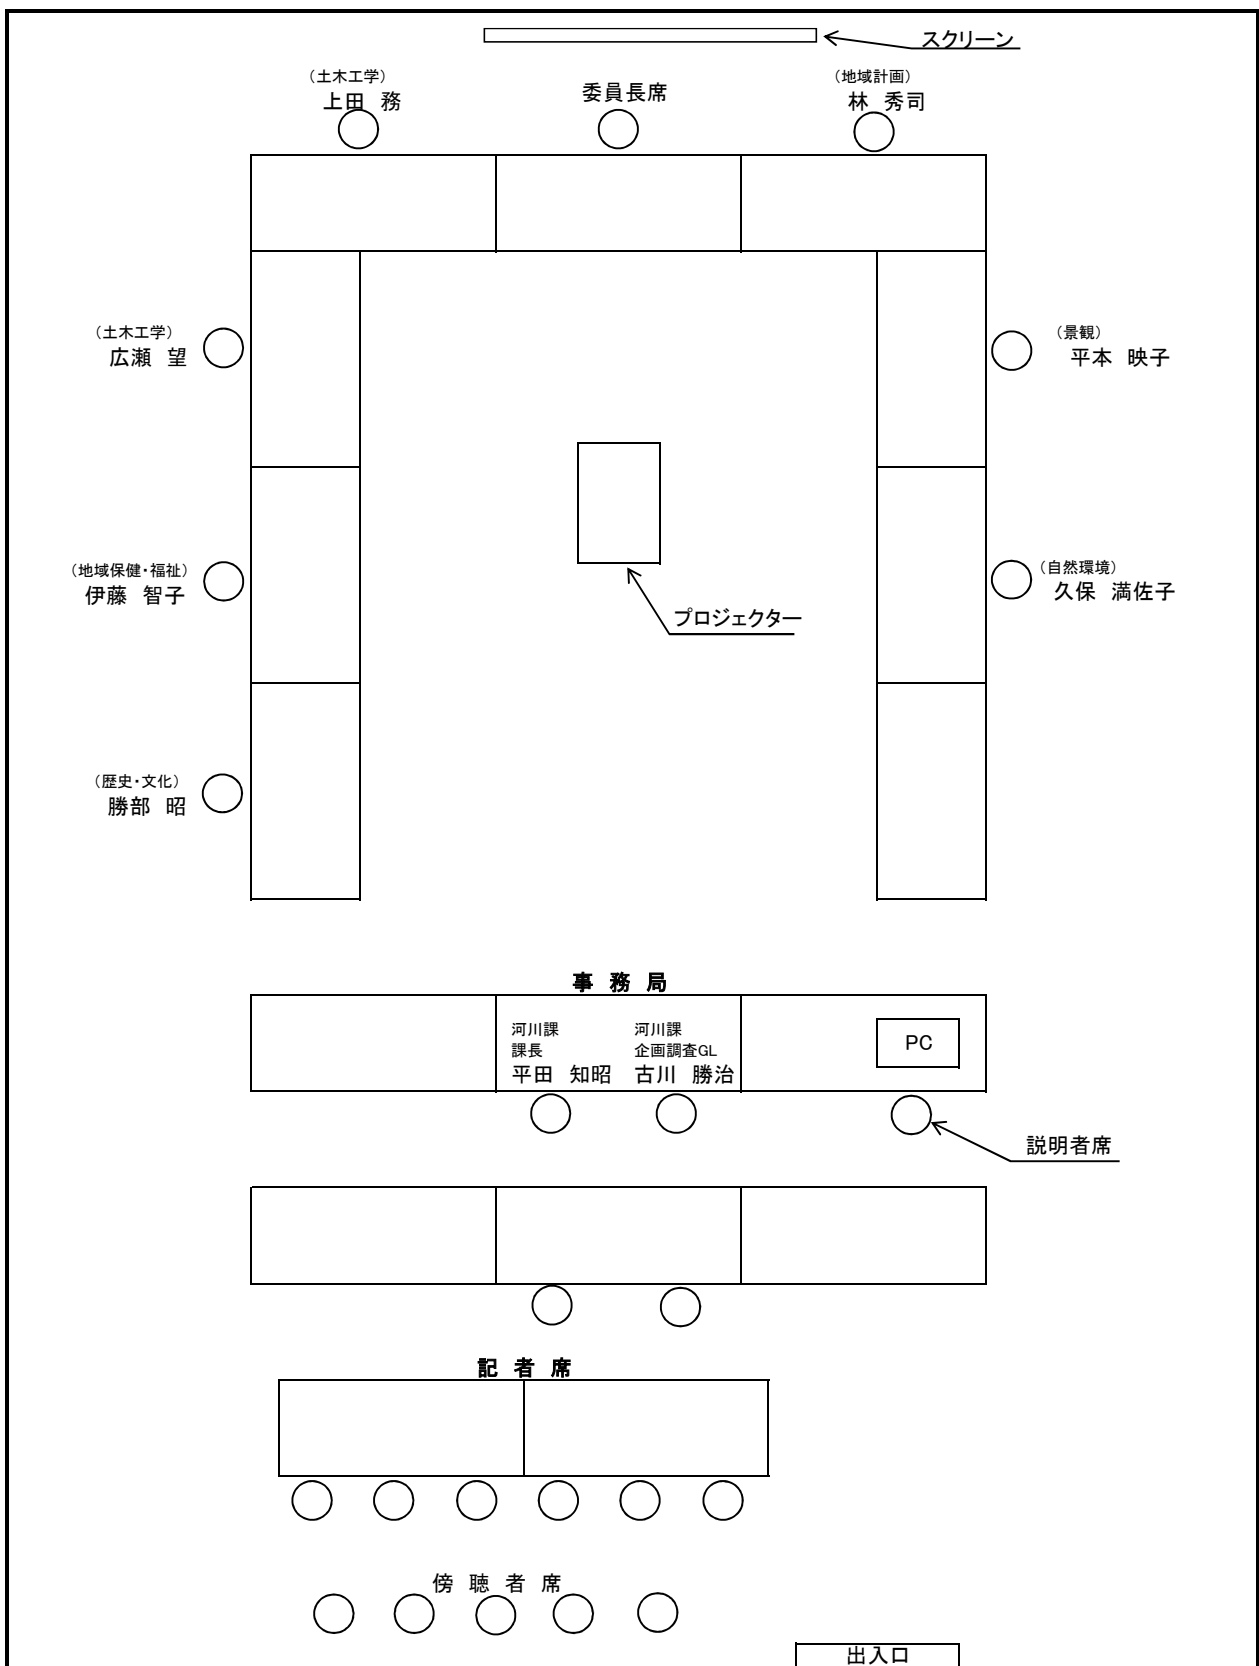 スクリーン
（土木工学）
上田　務
委員長席
（地域計画）
林　秀司
（土木工学）
広瀬　望
（景観）
平本　映子
（地域保健・福祉）
伊藤　智子
（自然環境）
久保　満佐子
プロジェクター
（歴史・文化）
勝部　昭
事　務　局
河川課
課長
平田　知昭
河川課
企画調査GL
古川　勝治
PC
説明者席
記　者　席
傍　聴　者　席
出入口